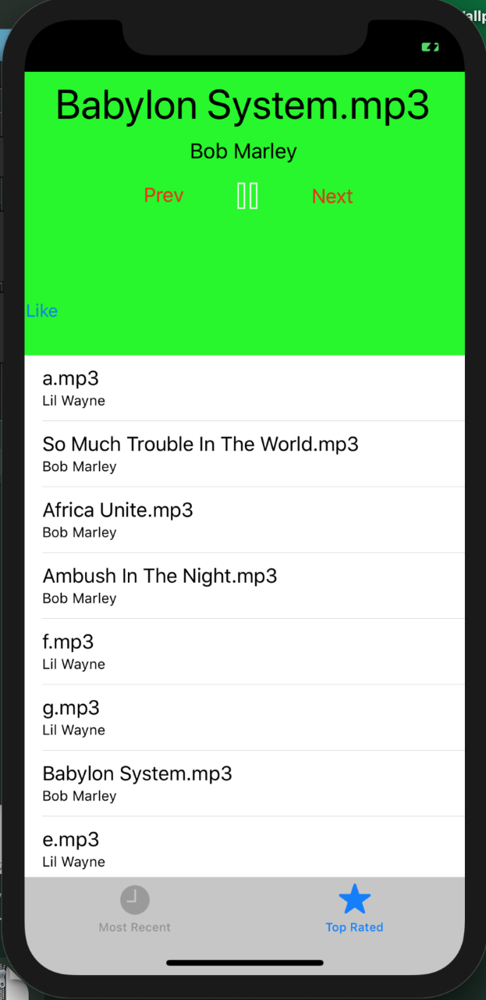 Babylon System.mp3
Bob Marley
Prev Next
Like
a.mp3
Lil Wayne
So Much Trouble In The World.mp3
Bob Marley
Africa Unite.mp3
Bob Marley
Ambush In The Night.mp3
Bob Marley
f.mp3
Lil Wayne
g.mp3
Lil Wayne
Babylon System.mp3
Bob Marley
e.mp3
Lil Wayne
Most Recent Top Rated